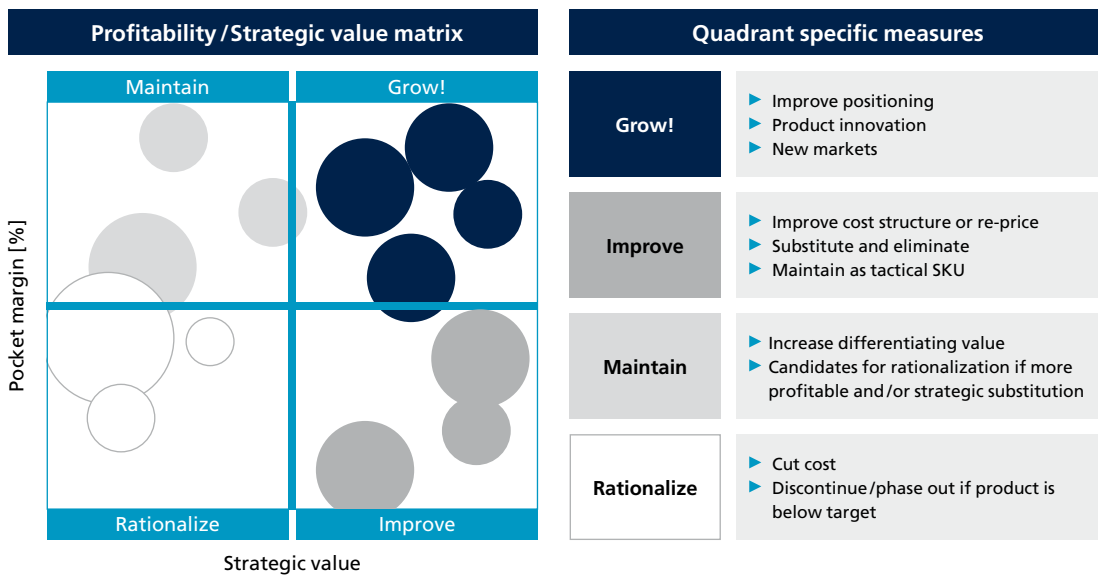 Profitability/Strategic value matrix
Maintain
Grow!
Pocket margin [%]
Rationalize
Improve
Strategic value
Quadrant specific measures
Grow!
Improve positioning
Product innovation
New markets
Improve
Improve cost structure or re-price
Substitute and eliminate
Maintain as tactical SKU
Maintain
Increase differentiating value
Candidates for rationalization if more
profitable and/or strategic substitution
Rationalize
Cut cost
Discontinue/phase out if product is
below target